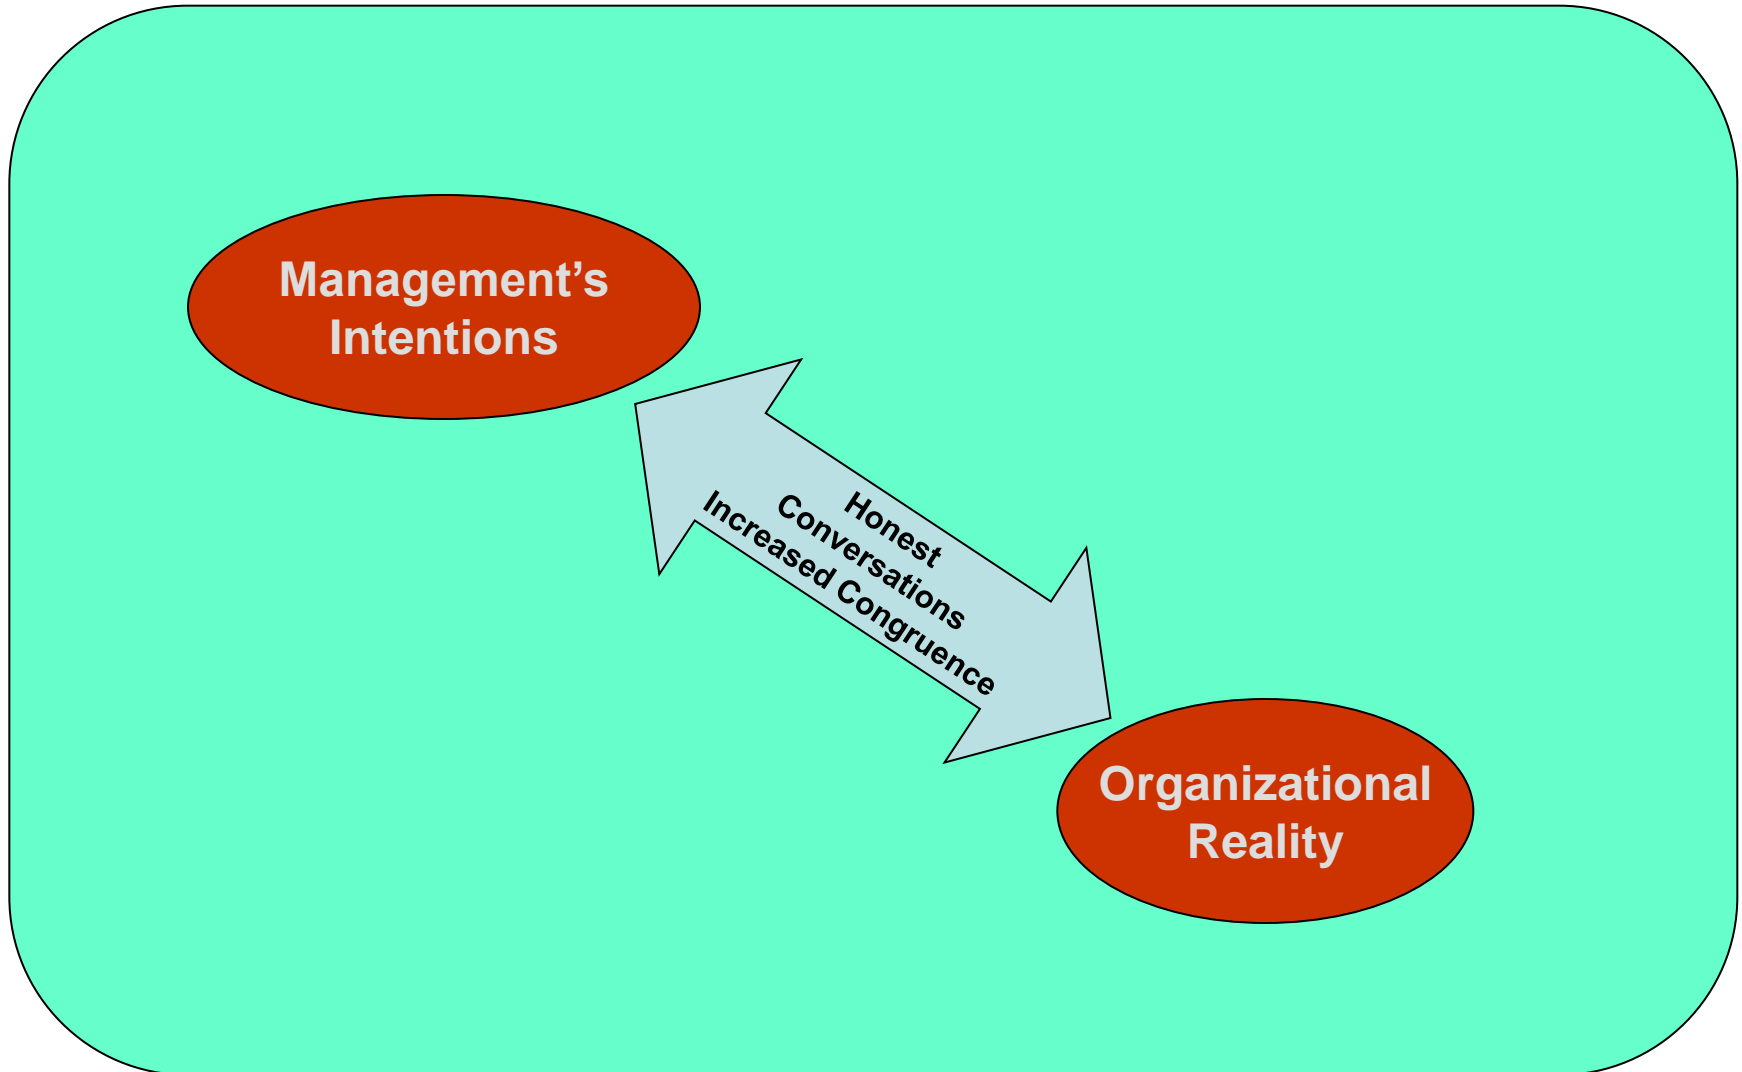 Management’s
Intentions
Honest
Conversations
Increased Congruence
Organizational
Reality